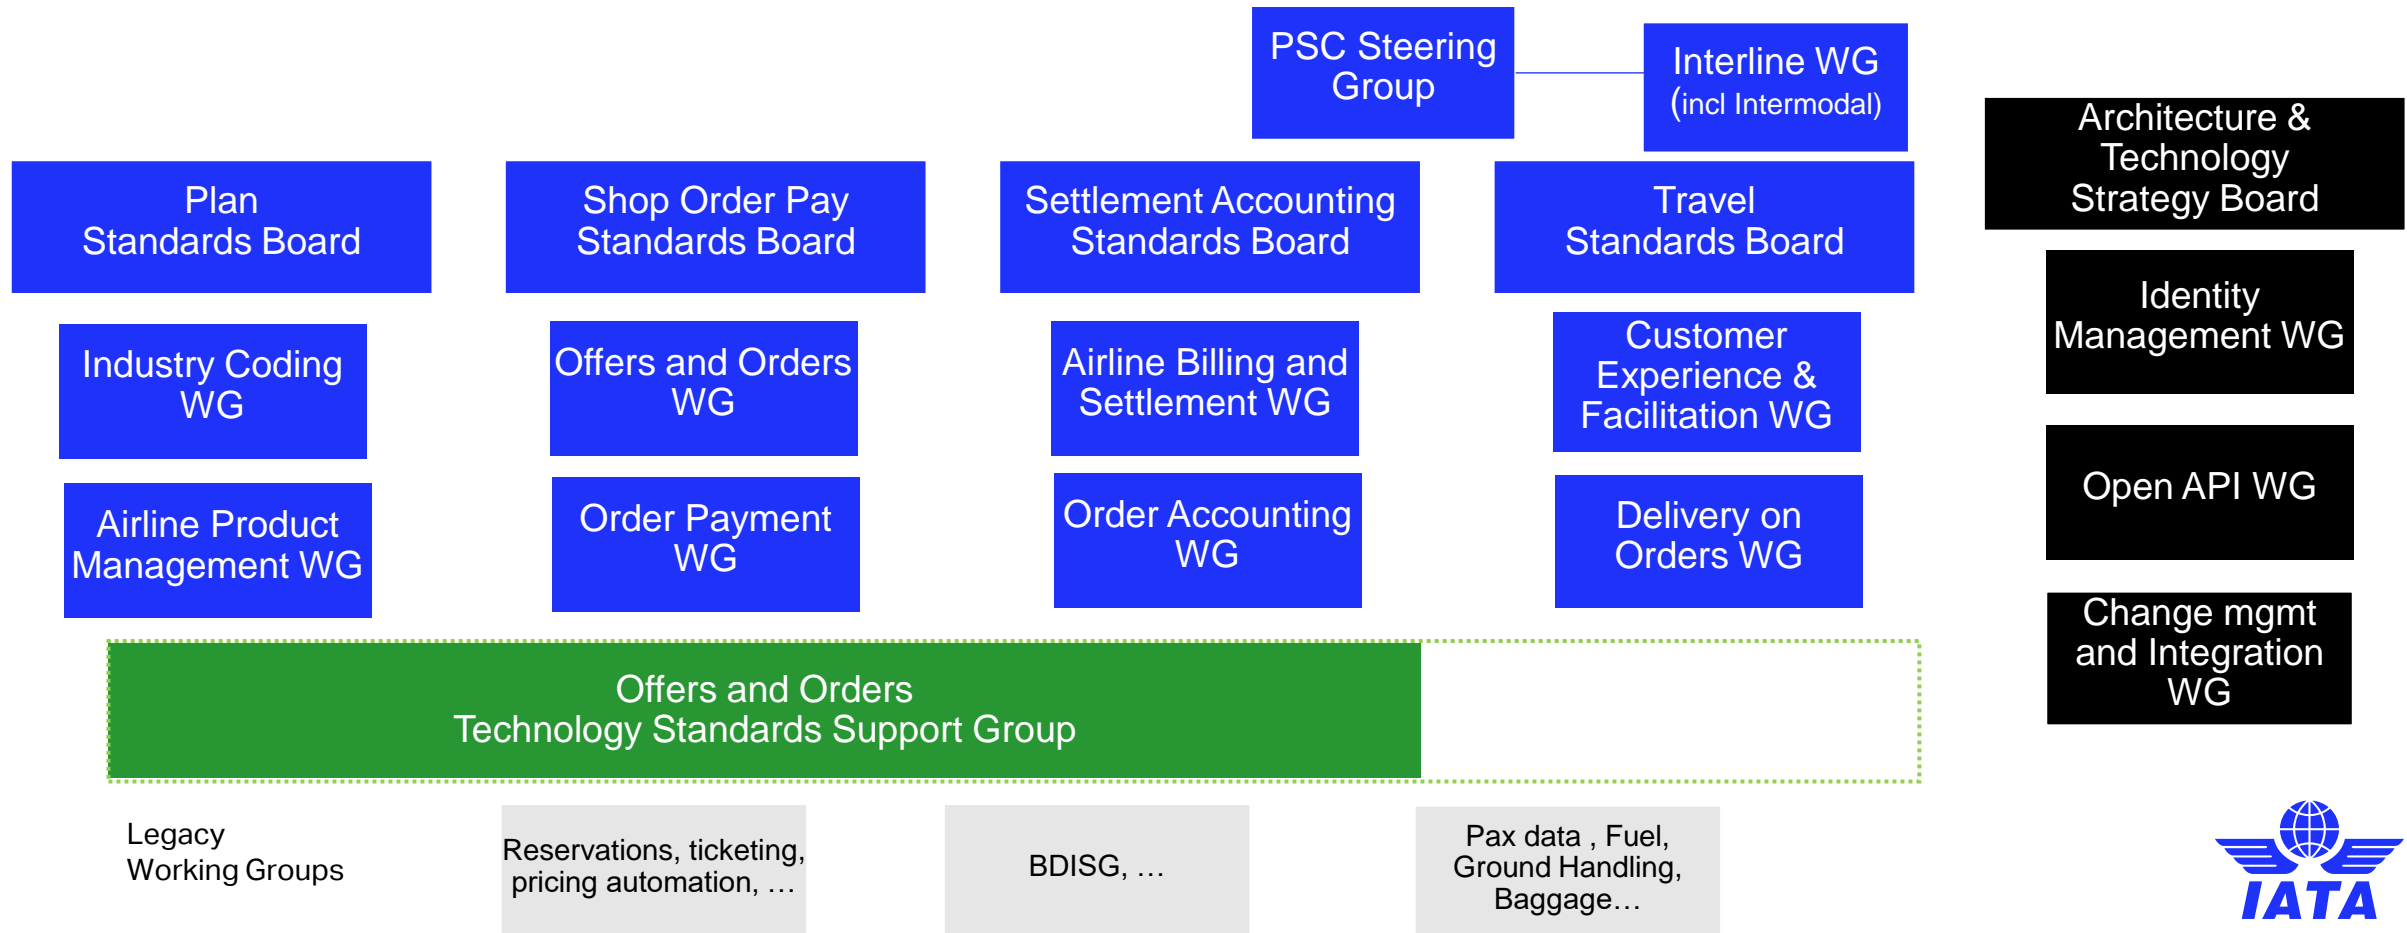 PSC Steering
Group
Interline WG
(incl Intermodal)
Architecture &
Technology
Strategy Board
Plan
Standards Board
Shop Order Pay
Standards Board
Settlement Accounting
Standards Board
Travel
Standards Board
Identity
Management WG
Industry Coding
WG
Offers and Orders
WG
Airline Billing and
Settlement WG
Customer
Experience &
Facilitation WG
Open API WG
Airline Product
Management WG
Order Payment
WG
Order Accounting
WG
Delivery on
Orders WG
Change mgmt
and Integration
WG
Offers and Orders
Technology Standards Support Group
Legacy
Working Groups
Reservations, ticketing,
pricing automation, …
BDISG, …
Pax data , Fuel,
Ground Handling,
Baggage…
IATA